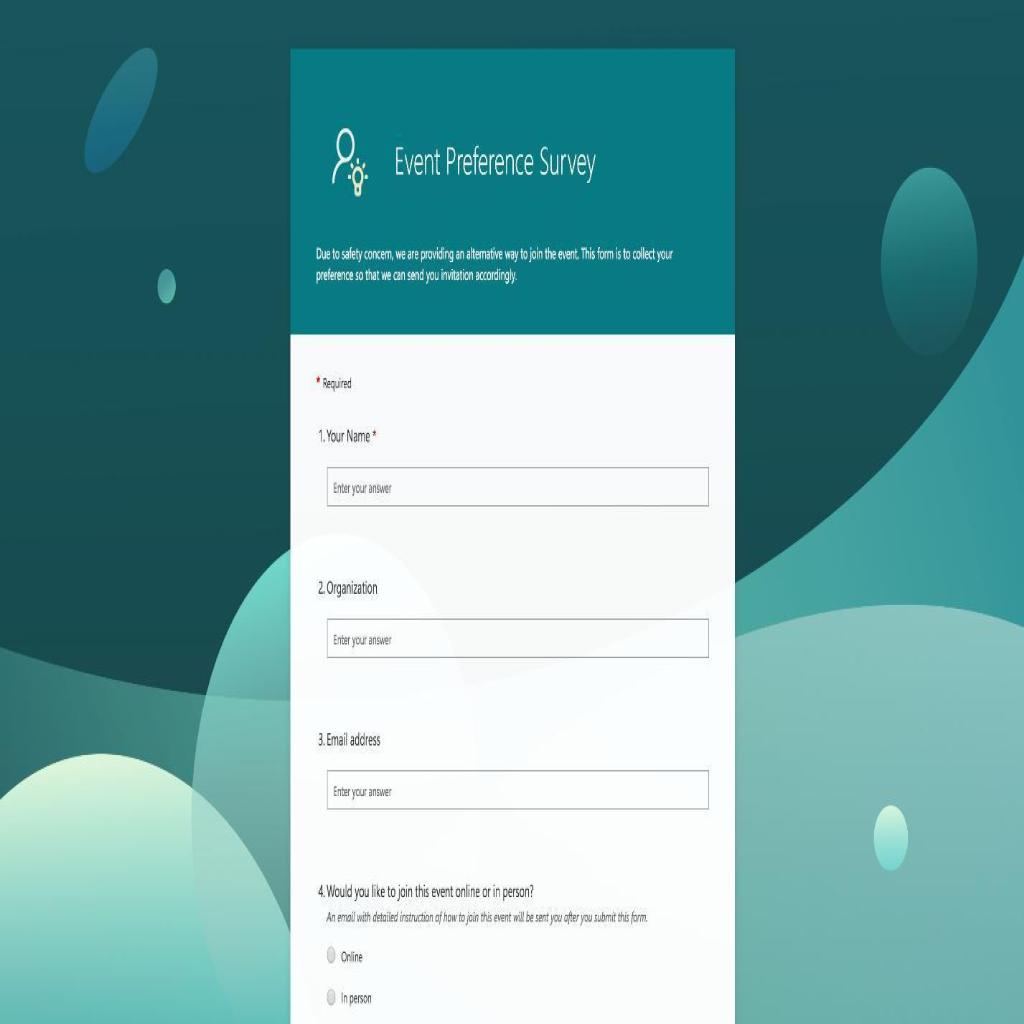 Event Preference Survey
Due to safety concern, we are providing an alternative way to join the event. This form is to collect your
preference so that we can send you invitation accordingly.
* Required
1. Your Name *
Enter your answer
2. Organization
Enter your answer
3. Email address
Enter your answer
4. Would you like to join this event online or in person?
An email with detailed instruction of how to join this event will be sent you after you submit this form.
Online
In person